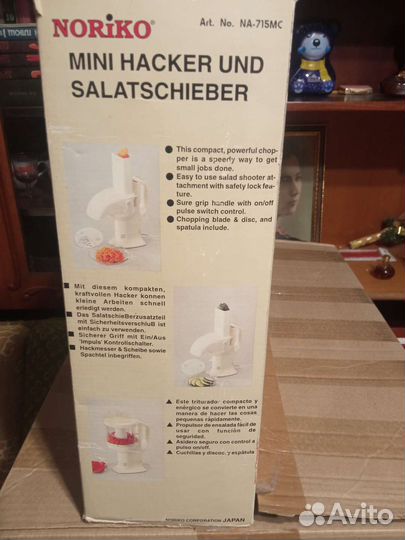 NORiKO®
Art. No. NA-715MC
MINI HACKER UND
SALATSCHIEBER
● This compact, powerful chop-
per is a speerly way to get
small jobs done.
● Easy to use salad shooter at-
tachment with safety lock fea-
ture.
● Sure grip handle with on/off
pulse switch control.
● Chopping blade & disc, and
spatula include.
■ Mit diesem kompakten,
kraftvollen Hacker konnen
kleine Arbeiten schnell
erledigt werden.
■ Das SalatschieBerzusatzteil
mit Sicherheitsverschluß ist
einfach zu verwenden.
■ Sicherer Griff mit Ein/Aus
'Impuls' Kontrollschalter.
■ Hackmesser & Scheibe sowie
Spachtel inbegriffen.
▲ Este triturado compacto y
enérgico se convierte en una
manera de hacer las cosas
pequenas rápidamente.
▲ Propulsor de ensalada fácil de
usar con función de
seguridad.
▲ Asidero seguro con control a
pulso on/off.
▲ Cuchillas y discoc, y espátula
NORIKO CORPORATION JAPAN
Avito